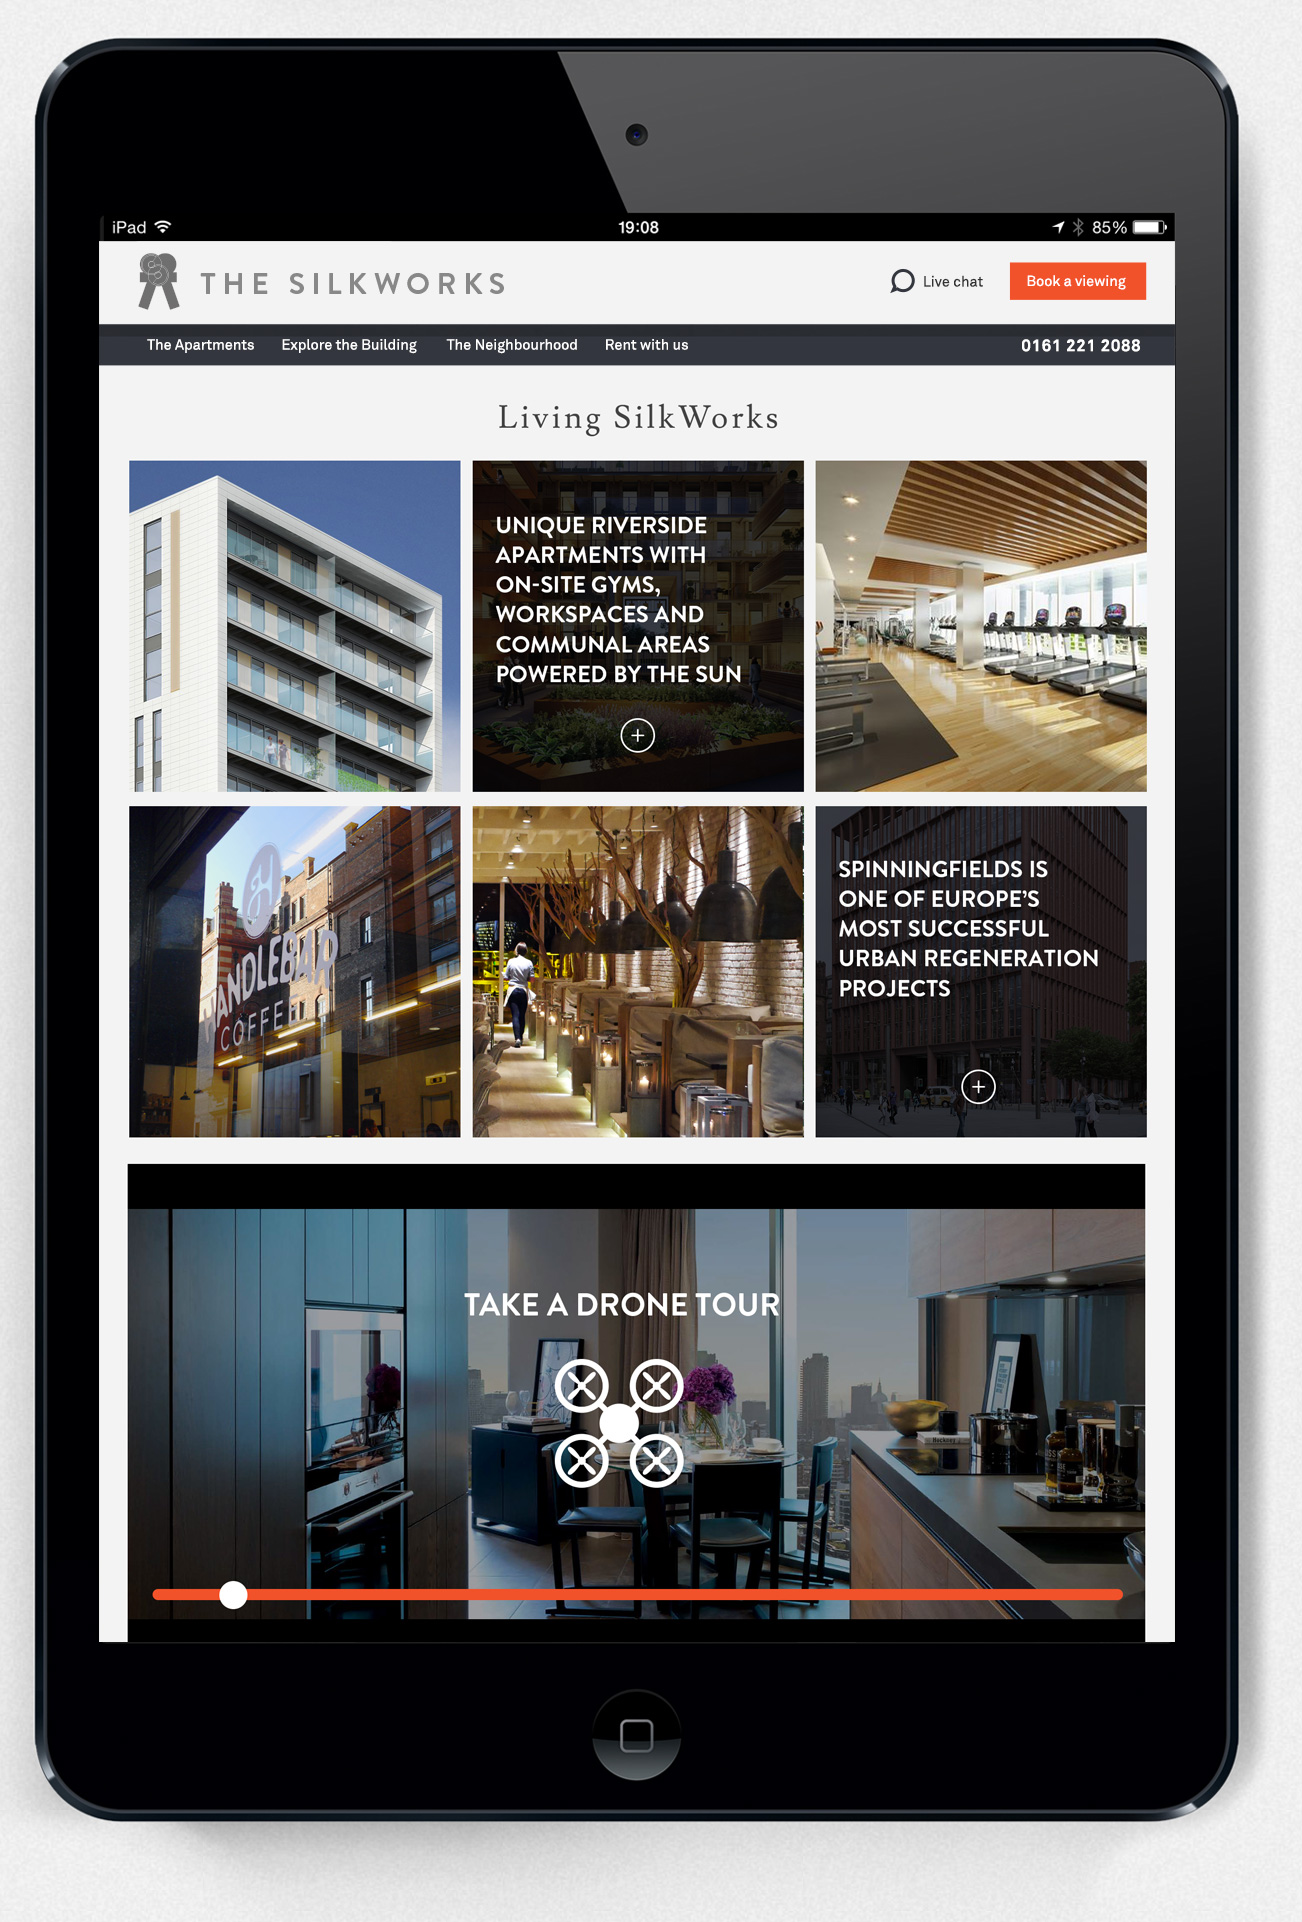 iPad
19:08
85%
THE SILKWORKS
Live chat
Book a viewing
The Apartments
Explore the Building
The Neighbourhood
Rent with us
0161 221 2088
Living SilkWorks
UNIQUE RIVERSIDE
APARTMENTS WITH
ON-SITE GYMS,
WORKSPACES AND
COMMUNAL AREAS
POWERED BY THE SUN
HANDLEBAR
COFFEE
SPINNINGFIELDS IS
ONE OF EUROPE'S
MOST SUCCESSFUL
URBAN REGENERATION
PROJECTS
TAKE A DRONE TOUR